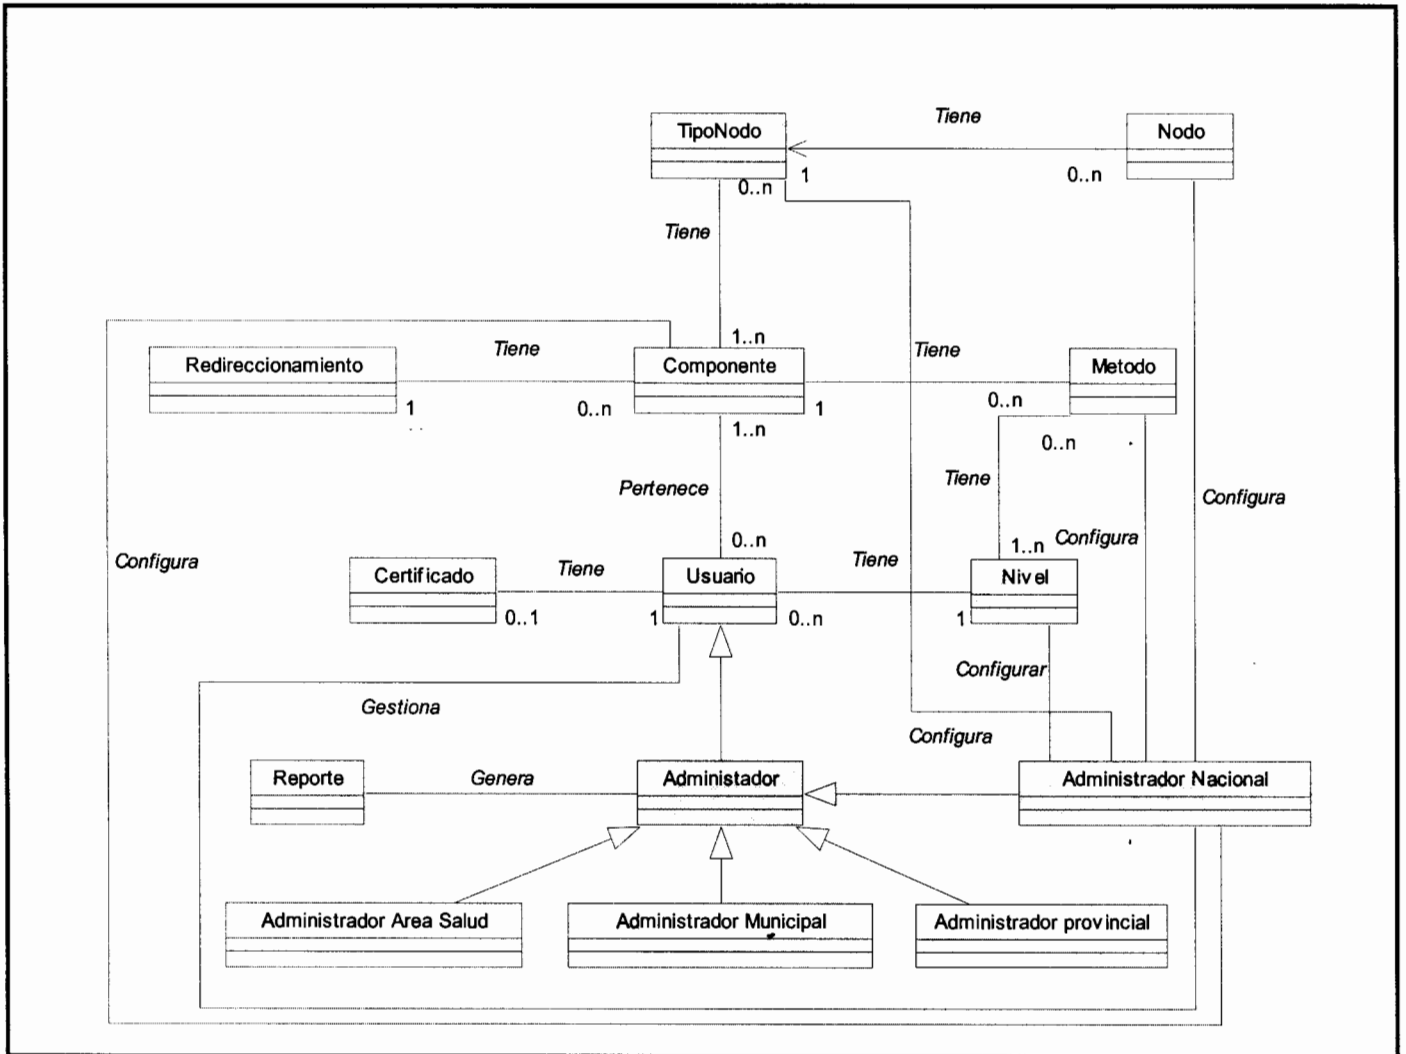 Tiene
TipoNodo
Nodo
0..n
1
0..n
Tiene
1..n
Redireccionamiento
Tiene
Componente
Tiene
Metodo
1
0..n
1
0..n
1..n
0..n
Pertenece
Tiene
Configura
Configura
0..n
1..n
Configura
Certificado
Tiene
Usuario
Tiene
Nivel
0..1
1
0..n
1
Configurar
Gestiona
Configura
Reporte
Genera
Administador
Administrador Nacional
Administrador Area Salud
Administrador Municipal
Administrador provincial